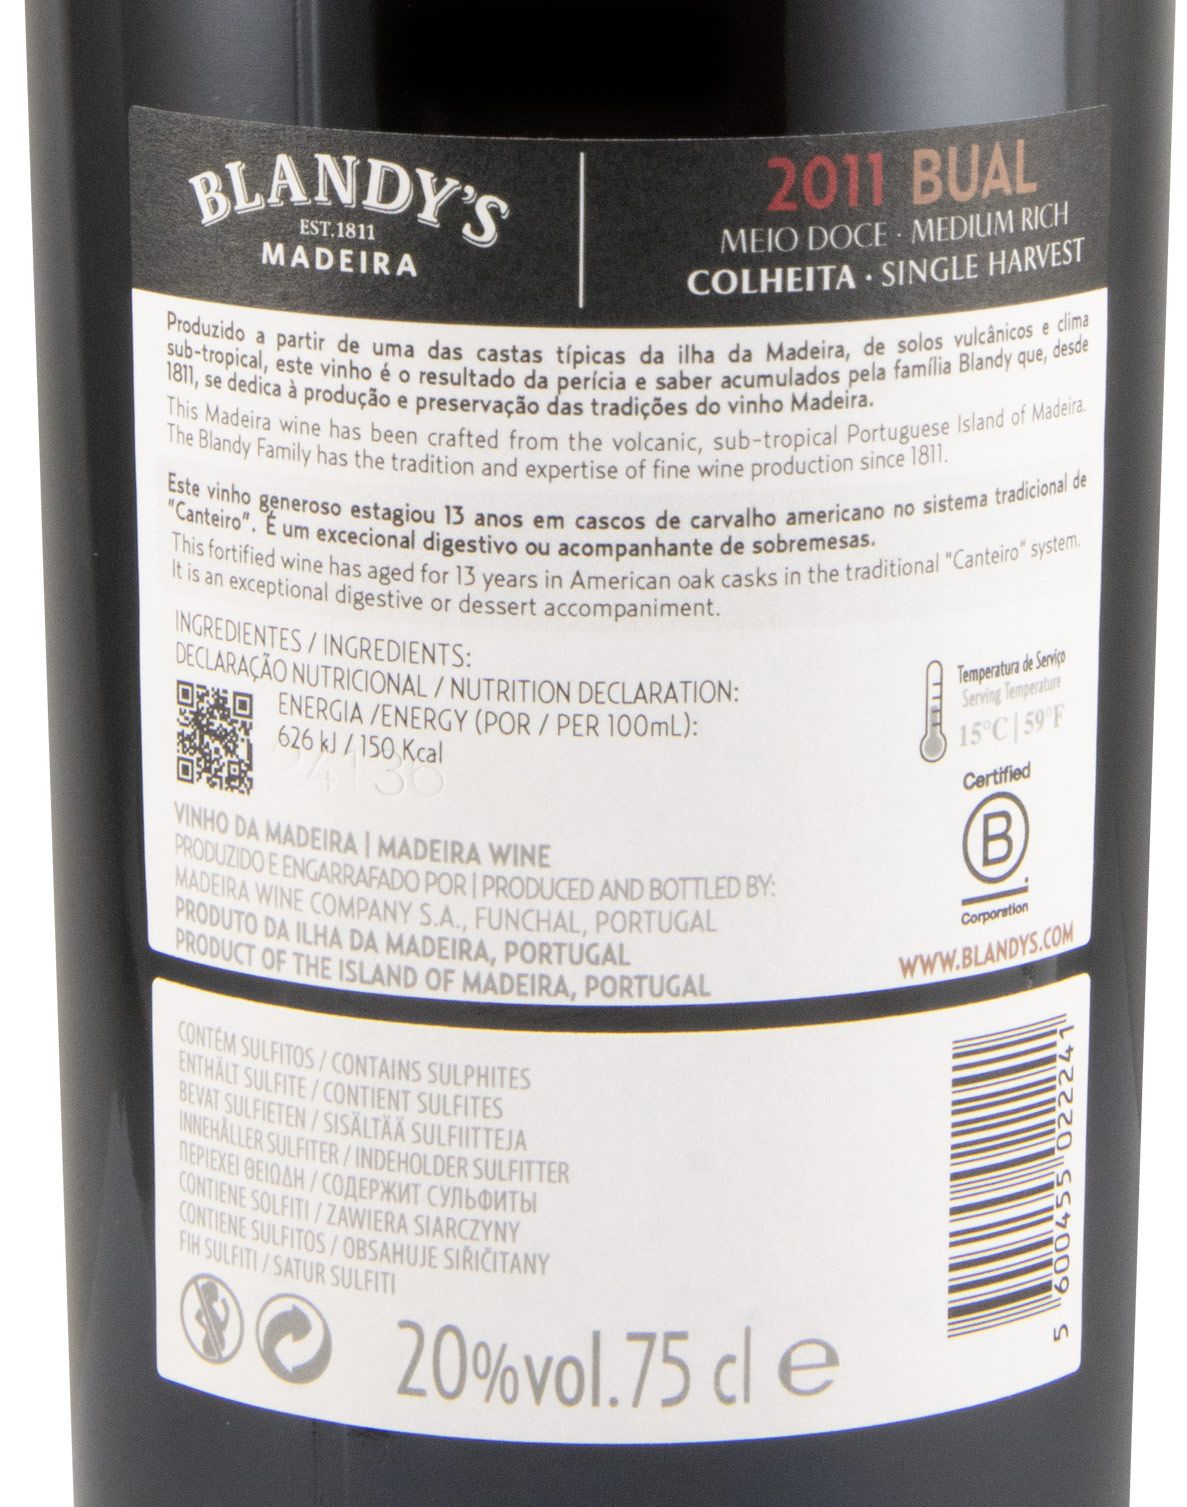 BLANDY'S
EST.1811
MADEIRA
2011 BUAL
MEIO DOCE · MEDIUM RICH
COLHEITA · SINGLE HARVEST
Produzido a partir de uma das castas típicas da ilha da Madeira, de solos vulcânicos e clima
sub-tropical, este vinho é o resultado da perícia e saber acumulados pela família Blandy que, desde
1811, se dedica à produção e preservação das tradições do vinho Madeira.
This Madeira wine has been crafted from the volcanic, sub-tropical Portuguese Island of Madeira.
The Blandy Family has the tradition and expertise of fine wine production since 1811.
Este vinho generoso estagiou 13 anos em cascos de carvalho americano no sistema tradicional de
"Canteiro". É um excecional digestivo ou acompanhante de sobremesas.
This fortified wine has aged for 13 years in American oak casks in the traditional "Canteiro" system.
It is an exceptional digestive or dessert accompaniment.
INGREDIENTES / INGREDIENTS:
DECLARAÇÃO NUTRICIONAL / NUTRITION DECLARATION:
ENERGIA /ENERGY (POR / PER 100mL):
626 kJ / 150 Kcal
24136
Temperatura de Serviço
Serving Temperature
15°C | 59°F
Certified
B
Corporation
VINHO DA MADEIRA | MADEIRA WINE
PRODUZIDO E ENGARRAFADO POR | PRODUCED AND BOTTLED BY:
MADEIRA WINE COMPANY S.A., FUNCHAL, PORTUGAL
PRODUTO DA ILHA DA MADEIRA, PORTUGAL
PRODUCT OF THE ISLAND OF MADEIRA, PORTUGAL
WWW.BLANDYS.COM
CONTÉM SULFITOS / CONTAINS SULPHITES
ENTHÄLT SULFITE / CONTIENT SULFITES
BEVAT SULFIETEN / SISÄLTÄÄ SULFIITTEJA
INNEHÅLLER SULFITER / INDEHOLDER SULFITTER
ΠΕΡΙΕΧΕΙ ΘΕΙΩΔΗ / СОДЕРЖИТ СУЛЬФИТЫ
CONTIENE SOLFITI / ZAWIERA SIARCZYNY
CONTIENE SULFITOS / OBSAHUJE SIŘIČITANY
FIH SULFITI / SATUR SULFITI
20%vol. 75 cl e
5 600455 022241